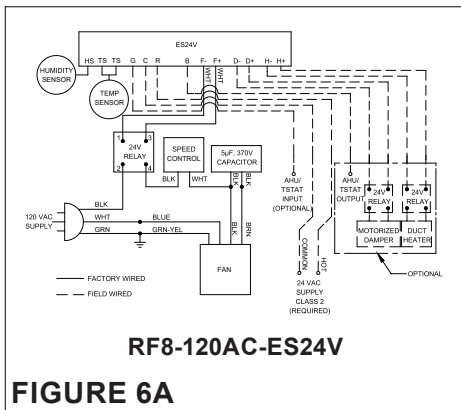 ES24V
HS TS TS G C R B F- F+ D- D+ H- H+
HUMIDITY
SENSOR
TEMP
SENSOR
WHT
WHT
1 3
24V
RELAY
2 4
SPEED
CONTROL
5µF, 370V
CAPACITOR
BLK WHT
BLK
BLK
120 VAC
SUPPLY
BLK
WHT
GRN
BLUE
GRN-YEL
BLK
BRN
FAN
AHU/
TSTAT
INPUT
(OPTIONAL)
AHU/
TSTAT
OUTPUT
24V
RELAY
24V
RELAY
MOTORIZED
DAMPER
DUCT
HEATER
OPTIONAL
COMMON
HOT
24 VAC
SUPPLY
CLASS 2
(REQUIRED)
FACTORY WIRED
FIELD WIRED
RF8-120AC-ES24V
FIGURE 6A